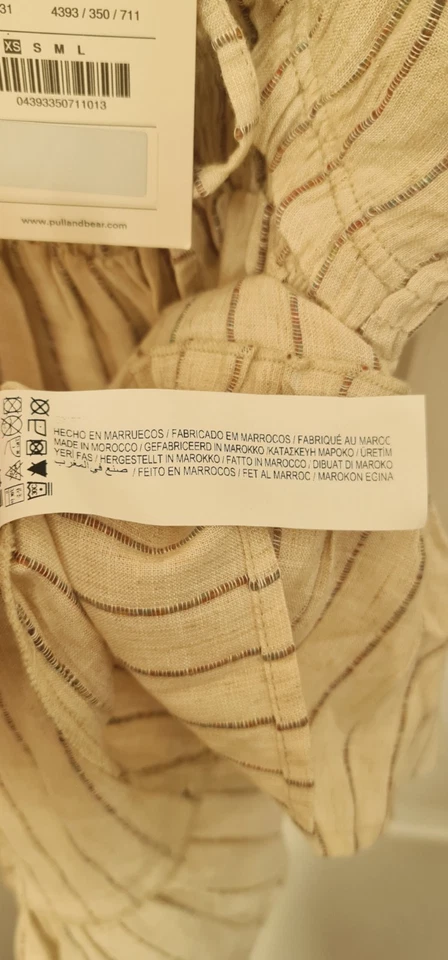 31 4393 / 350 / 711
XS S M L
04393350711013
www.pullandbear.com
HECHO EN MARRUECOS / FABRICADO EM MARROCOS / FABRIQUÉ AU MAROC
MADE IN MOROCCO / GEFABRICEERD IN MAROKKO /ΚΑΤΑΣΚΕΥΗ ΜΑΡΟΚΟ / ÜRETİM
YERİ FAS / HERGESTELLT IN MAROKKO / FATTO IN MAROCCO / DIBUAT DI MAROKO
صنع في المغرب / FEITO EN MARROCOS / FET AL MARROC / MAROKON EGINA